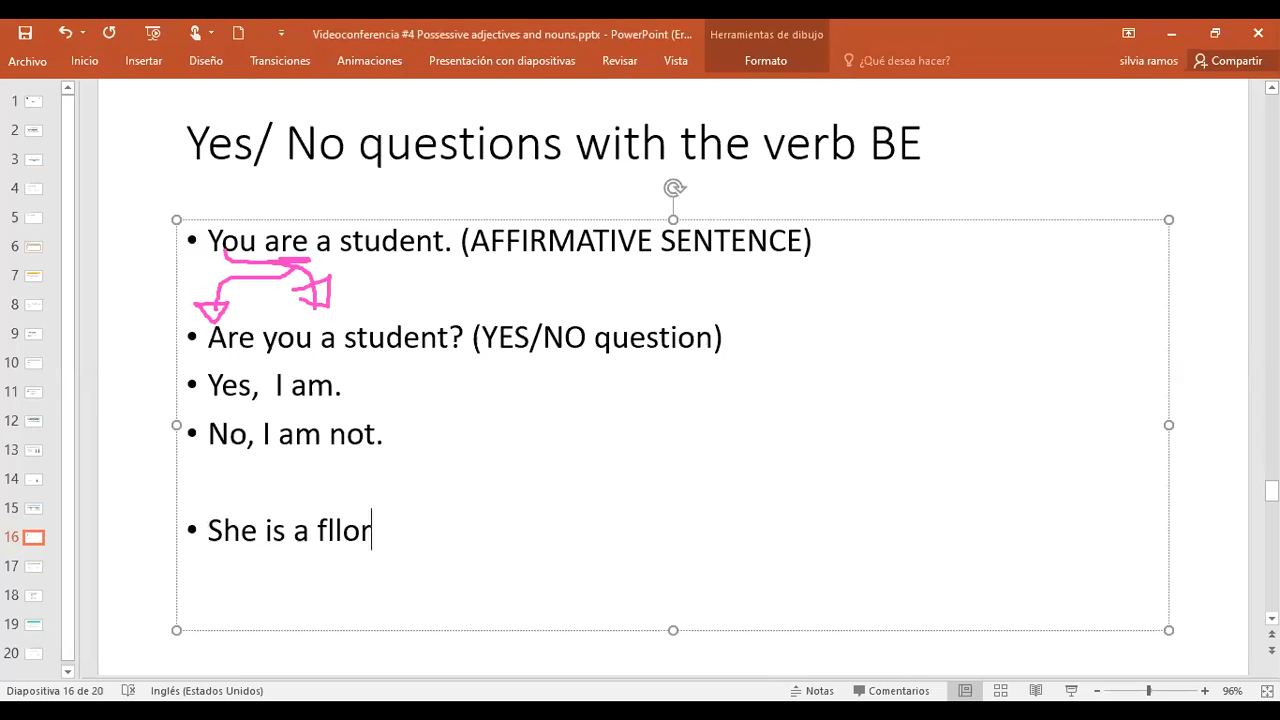 Videoconferencia #4 Possessive adjectives and nouns.pptx - PowerPoint (Er...
Herramientas de dibujo
Archivo Inicio Insertar Diseño Transiciones Animaciones Presentación con diapositivas Revisar Vista Formato ¿Qué desea hacer? silvia ramos Compartir
1
2
3
4
5
6
7
8
9
10
11
12
13
14
15
16
17
18
19
20
Yes/ No questions with the verb BE
• You are a student. (AFFIRMATIVE SENTENCE)
• Are you a student? (YES/NO question)
• Yes,  I am.
• No, I am not.
• She is a fllor
Diapositiva 16 de 20 Inglés (Estados Unidos) Notas Comentarios 96%